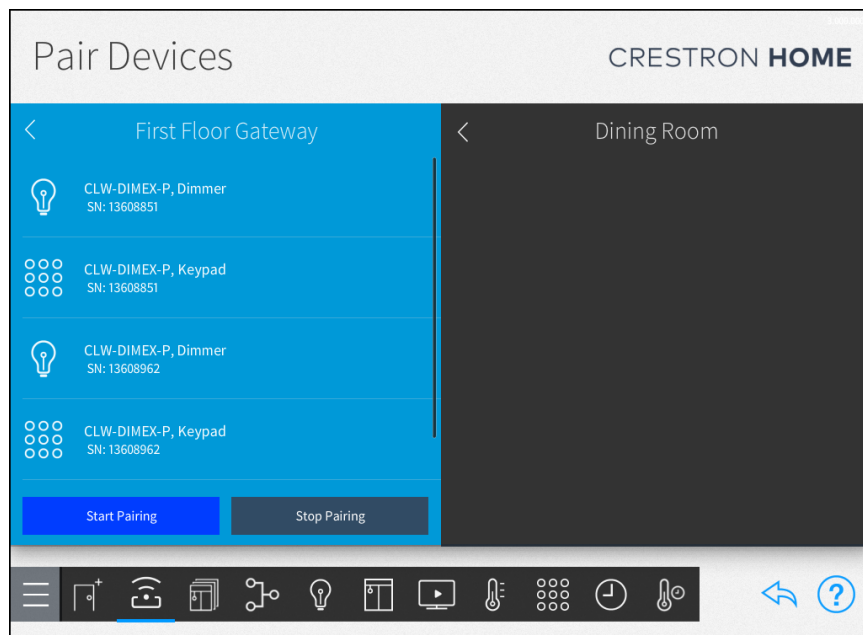 Pair Devices
CRESTRON HOME
First Floor Gateway
Dining Room
CLW-DIMEX-P, Dimmer
SN: 13608851
CLW-DIMEX-P, Keypad
SN: 13608851
CLW-DIMEX-P, Dimmer
SN: 13608962
CLW-DIMEX-P, Keypad
SN: 13608962
Start Pairing
Stop Pairing
?